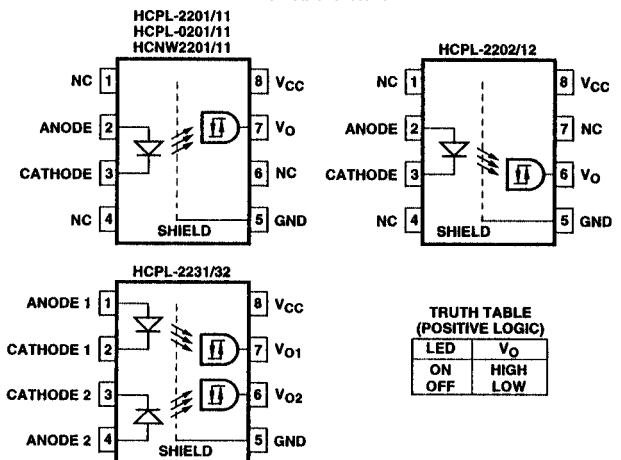 HCPL-2201/11
HCPL-0201/11
HCNW2201/11
NC 1
8 VCC
ANODE 2
7 VO
CATHODE 3
6 NC
NC 4
5 GND
SHIELD
HCPL-2202/12
NC 1
8 VCC
ANODE 2
7 NC
CATHODE 3
6 VO
NC 4
5 GND
SHIELD
HCPL-2231/32
ANODE 1 1
8 VCC
CATHODE 1 2
7 VO1
CATHODE 2 3
6 VO2
ANODE 2 4
5 GND
SHIELD
TRUTH TABLE
(POSITIVE LOGIC)
LED VO
ON HIGH
OFF LOW